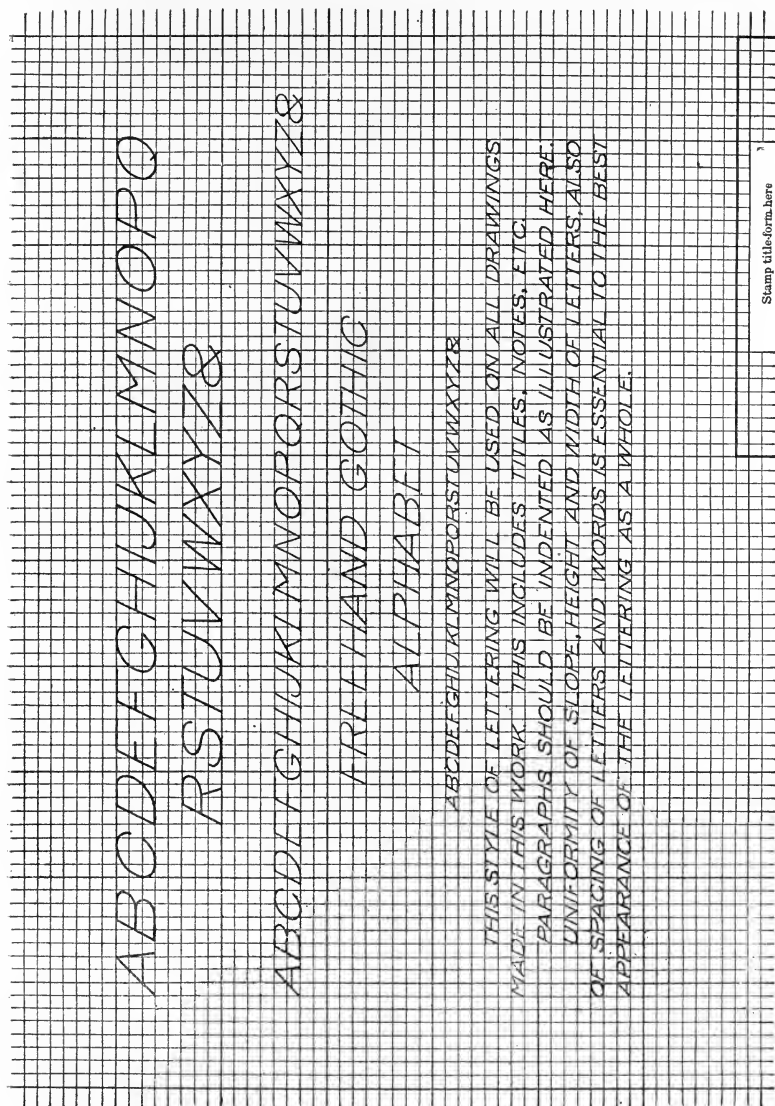 ABCDEFGHIJKLMNOPQ
RSTUVWXYZ&
ABCDEFGHIJKLMNOPQRSTUVWXYZ&
FREEHAND GOTHIC
ALPHABET
ABCDEFGHIJKLMNOPQRSTUVWXYZ&
THIS STYLE OF LETTERING WILL BE USED ON ALL DRAWINGS
MADE IN THIS WORK. THIS INCLUDES TITLES, NOTES, ETC.
PARAGRAPHS SHOULD BE INDENTED AS ILLUSTRATED HERE.
UNIFORMITY OF SLOPE, HEIGHT AND WIDTH OF LETTERS, ALSO
OF SPACING OF LETTERS AND WORDS IS ESSENTIAL TO THE BEST
APPEARANCE OF THE LETTERING AS A WHOLE.
Stamp title-form here